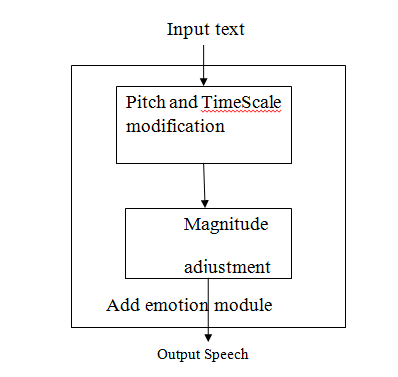 Input text
Pitch and TimeScale
modification
Magnitude
adjustment
Add emotion module
Output Speech